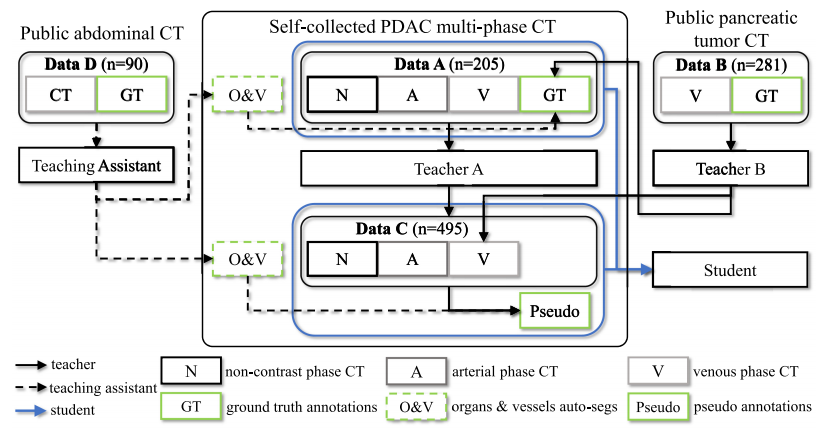 Public abdominal CT
Self-collected PDAC multi-phase CT
Public pancreatic
tumor CT
Data D (n=90)
CT GT
Data A (n=205)
O&V
N A V GT
Data B (n=281)
V GT
Teaching Assistant
Teacher A
Teacher B
Data C (n=495)
O&V
N A V
Student
Pseudo
teacher
teaching assistant
student
N non-contrast phase CT
A arterial phase CT
V venous phase CT
GT ground truth annotations
O&V organs & vessels auto-segs
Pseudo pseudo annotations